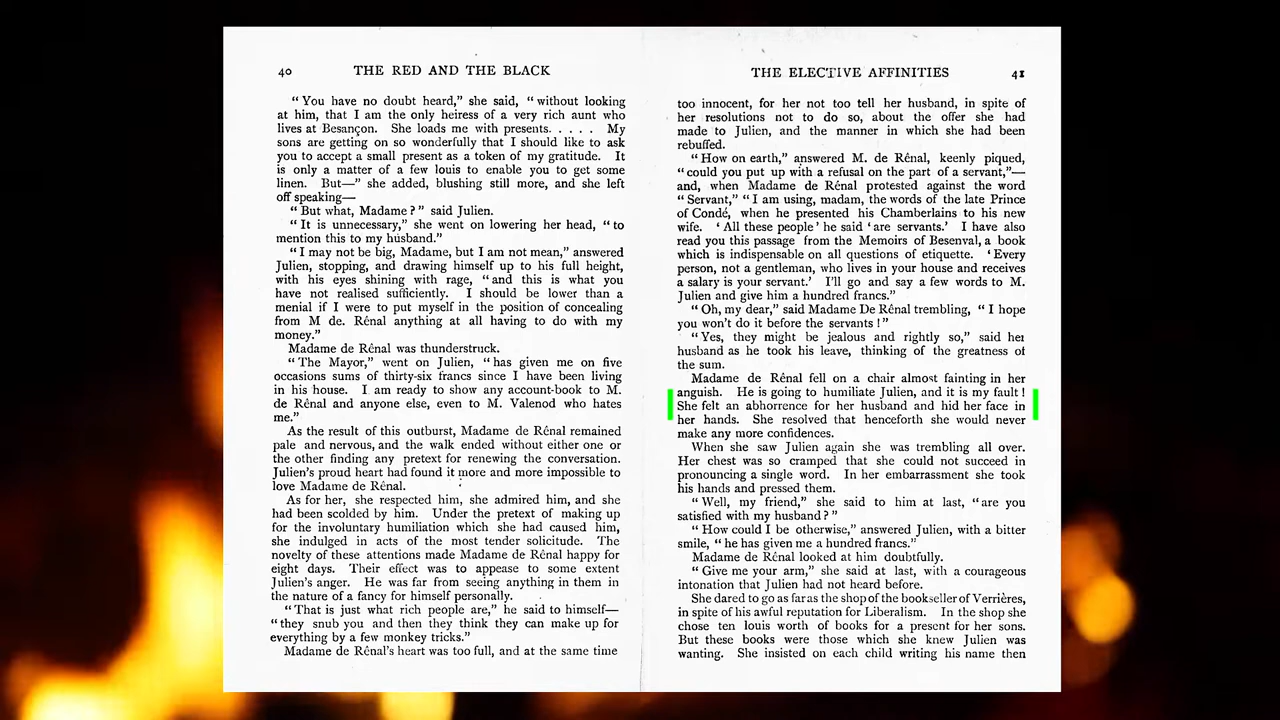 40 THE RED AND THE BLACK
“ You have no doubt heard,” she said, “ without looking
at him, that I am the only heiress of a very rich aunt who
lives at Besançon. She loads me with presents. . . . . My
sons are getting on so wonderfully that I should like to ask
you to accept a small present as a token of my gratitude. It
is only a matter of a few louis to enable you to get some
linen. But—” she added, blushing still more, and she left
off speaking—
“ But what, Madame ? ” said Julien.
“ It is unnecessary,” she went on lowering her head, “ to
mention this to my husband.”
“ I may not be big, Madame, but I am not mean,” answered
Julien, stopping, and drawing himself up to his full height,
with his eyes shining with rage, “ and this is what you
have not realised sufficiently. I should be lower than a
menial if I were to put myself in the position of concealing
from M de. Rênal anything at all having to do with my
money.”
Madame de Rênal was thunderstruck.
“ The Mayor,” went on Julien, “ has given me on five
occasions sums of thirty-six francs since I have been living
in his house. I am ready to show any account-book to M.
de Rênal and anyone else, even to M. Valenod who hates
me.”
As the result of this outburst, Madame de Rênal remained
pale and nervous, and the walk ended without either one or
the other finding any pretext for renewing the conversation.
Julien’s proud heart had found it more and more impossible to
love Madame de Rênal.
As for her, she respected him, she admired him, and she
had been scolded by him. Under the pretext of making up
for the involuntary humiliation which she had caused him,
she indulged in acts of the most tender solicitude. The
novelty of these attentions made Madame de Rênal happy for
eight days. Their effect was to appease to some extent
Julien’s anger. He was far from seeing anything in them in
the nature of a fancy for himself personally.
“ That is just what rich people are,” he said to himself—
“ they snub you and then they think they can make up for
everything by a few monkey tricks.”
Madame de Rênal’s heart was too full, and at the same time
THE ELECTIVE AFFINITIES 41
too innocent, for her not too tell her husband, in spite of
her resolutions not to do so, about the offer she had
made to Julien, and the manner in which she had been
rebuffed.
“ How on earth,” answered M. de Rênal, keenly piqued,
“ could you put up with a refusal on the part of a servant,”—
and, when Madame de Rênal protested against the word
“ Servant,” “ I am using, madam, the words of the late Prince
of Condé, when he presented his Chamberlains to his new
wife. ‘ All these people ’ he said ‘ are servants.’ I have also
read you this passage from the Memoirs of Besenval, a book
which is indispensable on all questions of etiquette. ‘ Every
person, not a gentleman, who lives in your house and receives
a salary is your servant.’ I’ll go and say a few words to M.
Julien and give him a hundred francs.”
“ Oh, my dear,” said Madame De Rênal trembling, “ I hope
you won’t do it before the servants ! ”
“ Yes, they might be jealous and rightly so,” said her
husband as he took his leave, thinking of the greatness of
the sum.
Madame de Rênal fell on a chair almost fainting in her
anguish. He is going to humiliate Julien, and it is my fault !
She felt an abhorrence for her husband and hid her face in
her hands. She resolved that henceforth she would never
make any more confidences.
When she saw Julien again she was trembling all over.
Her chest was so cramped that she could not succeed in
pronouncing a single word. In her embarrassment she took
his hands and pressed them.
“ Well, my friend,” she said to him at last, “ are you
satisfied with my husband ? ”
“ How could I be otherwise,” answered Julien, with a bitter
smile, “ he has given me a hundred francs.”
Madame de Rênal looked at him doubtfully.
“ Give me your arm,” she said at last, with a courageous
intonation that Julien had not heard before.
She dared to go as far as the shop of the bookseller of Verrières,
in spite of his awful reputation for Liberalism. In the shop she
chose ten louis worth of books for a present for her sons.
But these books were those which she knew Julien was
wanting. She insisted on each child writing his name then